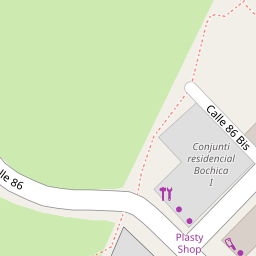 Calle 86 Bis
Conjunti
residencial
Bochica
I
lle 86
Plasty
Shop